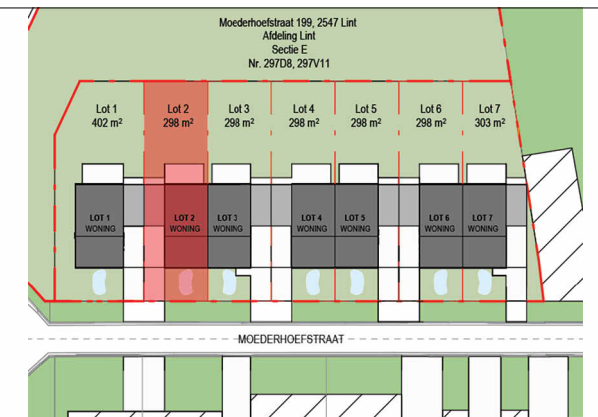 Moederhoefstraat 199, 2547 Lint
Afdeling Lint
Sectie E
Nr. 297D8, 297V11
Lot 1
402 m²
Lot 2
298 m²
Lot 3
298 m²
Lot 4
298 m²
Lot 5
298 m²
Lot 6
298 m²
Lot 7
303 m²
LOT 1
WONING
LOT 2
WONING
LOT 3
WONING
LOT 4
WONING
LOT 5
WONING
LOT 6
WONING
LOT 7
WONING
MOEDERHOEFSTRAAT